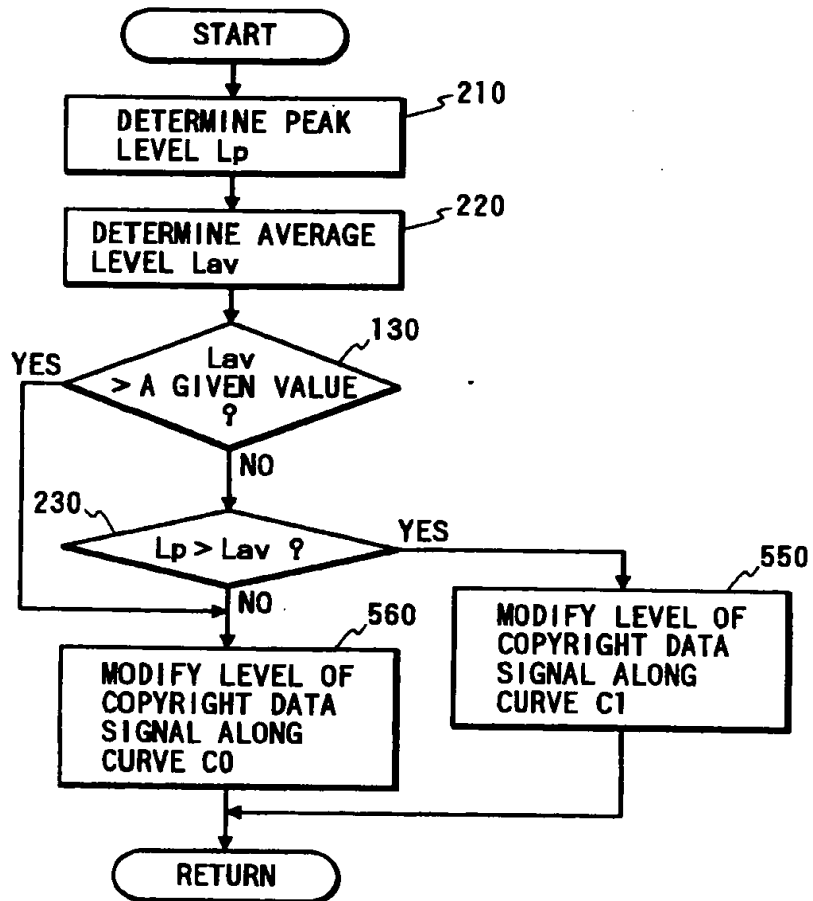 START
210
DETERMINE PEAK
LEVEL Lp
220
DETERMINE AVERAGE
LEVEL Lav
130
YES
Lav
> A GIVEN VALUE
?
NO
230
YES
Lp > Lav ?
550
NO
560
MODIFY LEVEL OF
COPYRIGHT DATA
SIGNAL ALONG
CURVE C1
MODIFY LEVEL OF
COPYRIGHT DATA
SIGNAL ALONG
CURVE C0
RETURN